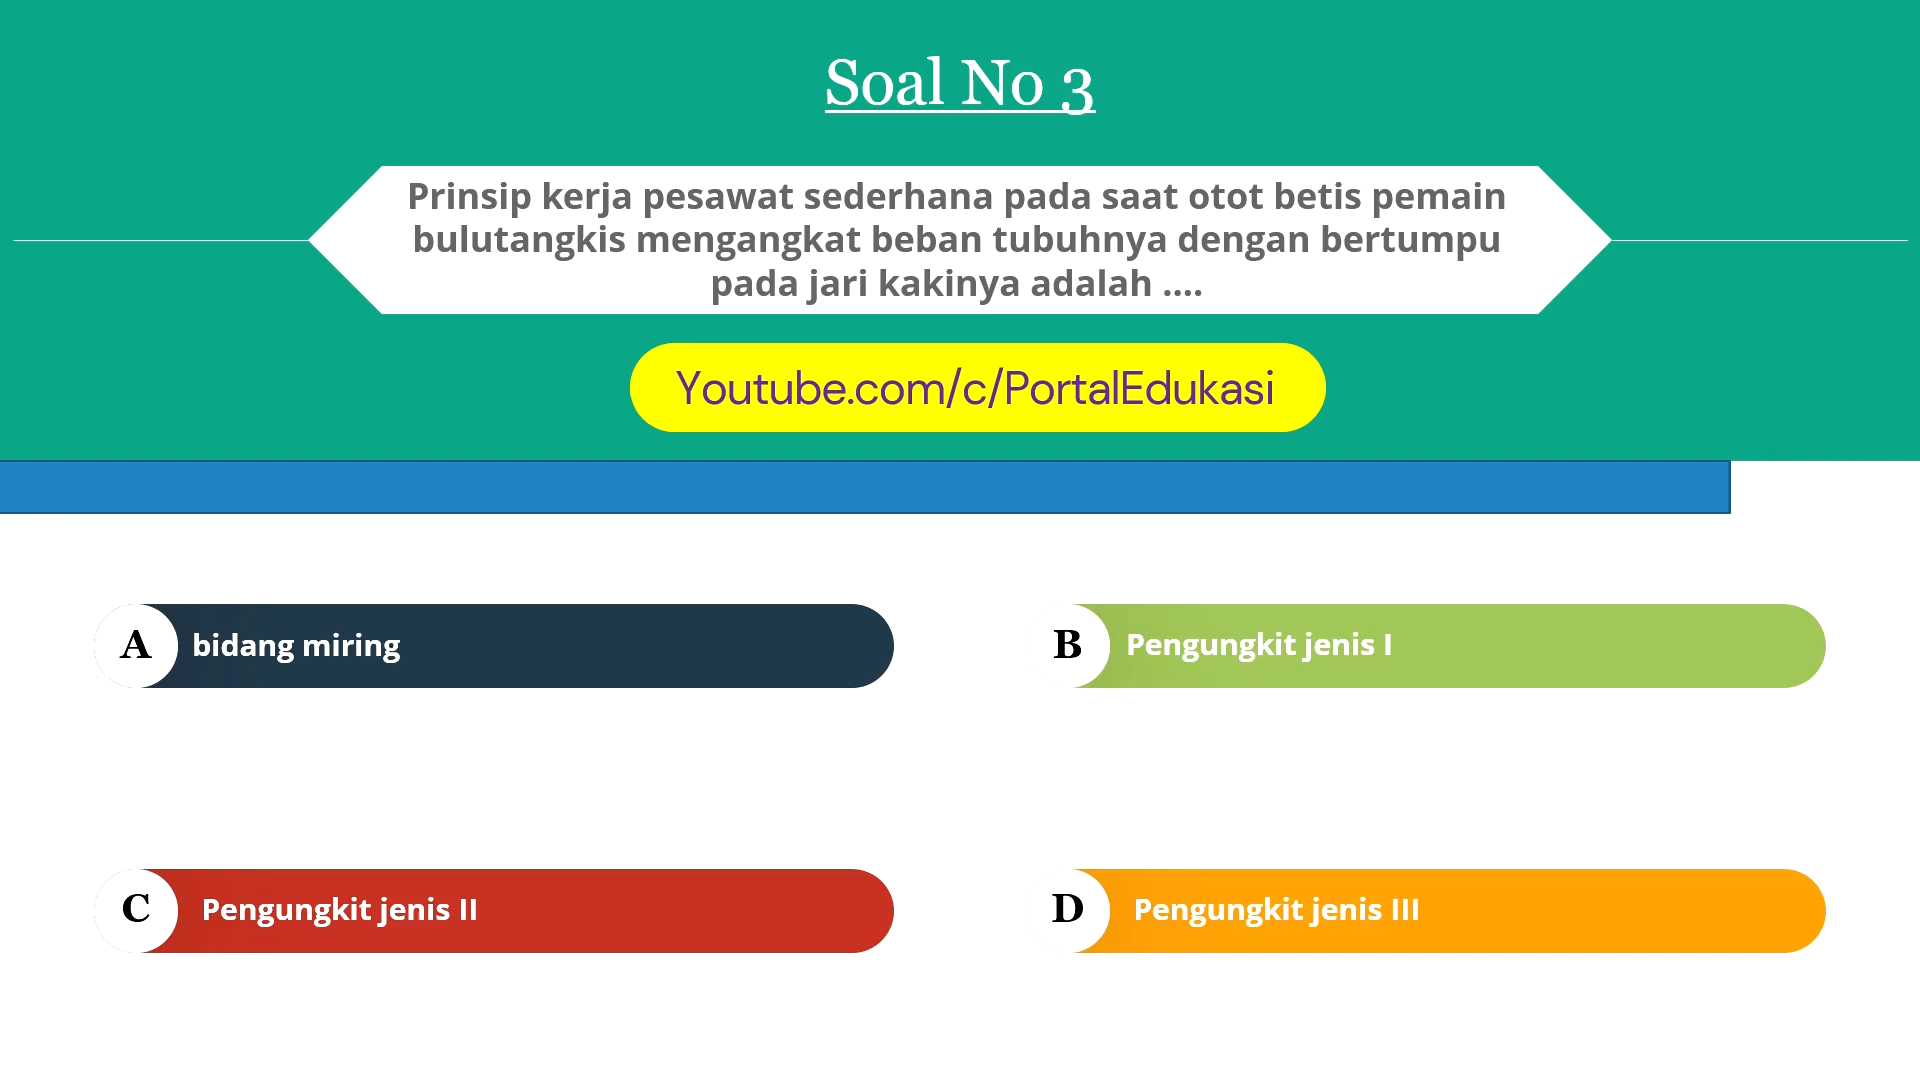 Soal No 3
Prinsip kerja pesawat sederhana pada saat otot betis pemain
bulutangkis mengangkat beban tubuhnya dengan bertumpu
pada jari kakinya adalah ....
Youtube.com/c/PortalEdukasi
A bidang miring
B Pengungkit jenis I
C Pengungkit jenis II
D Pengungkit jenis III